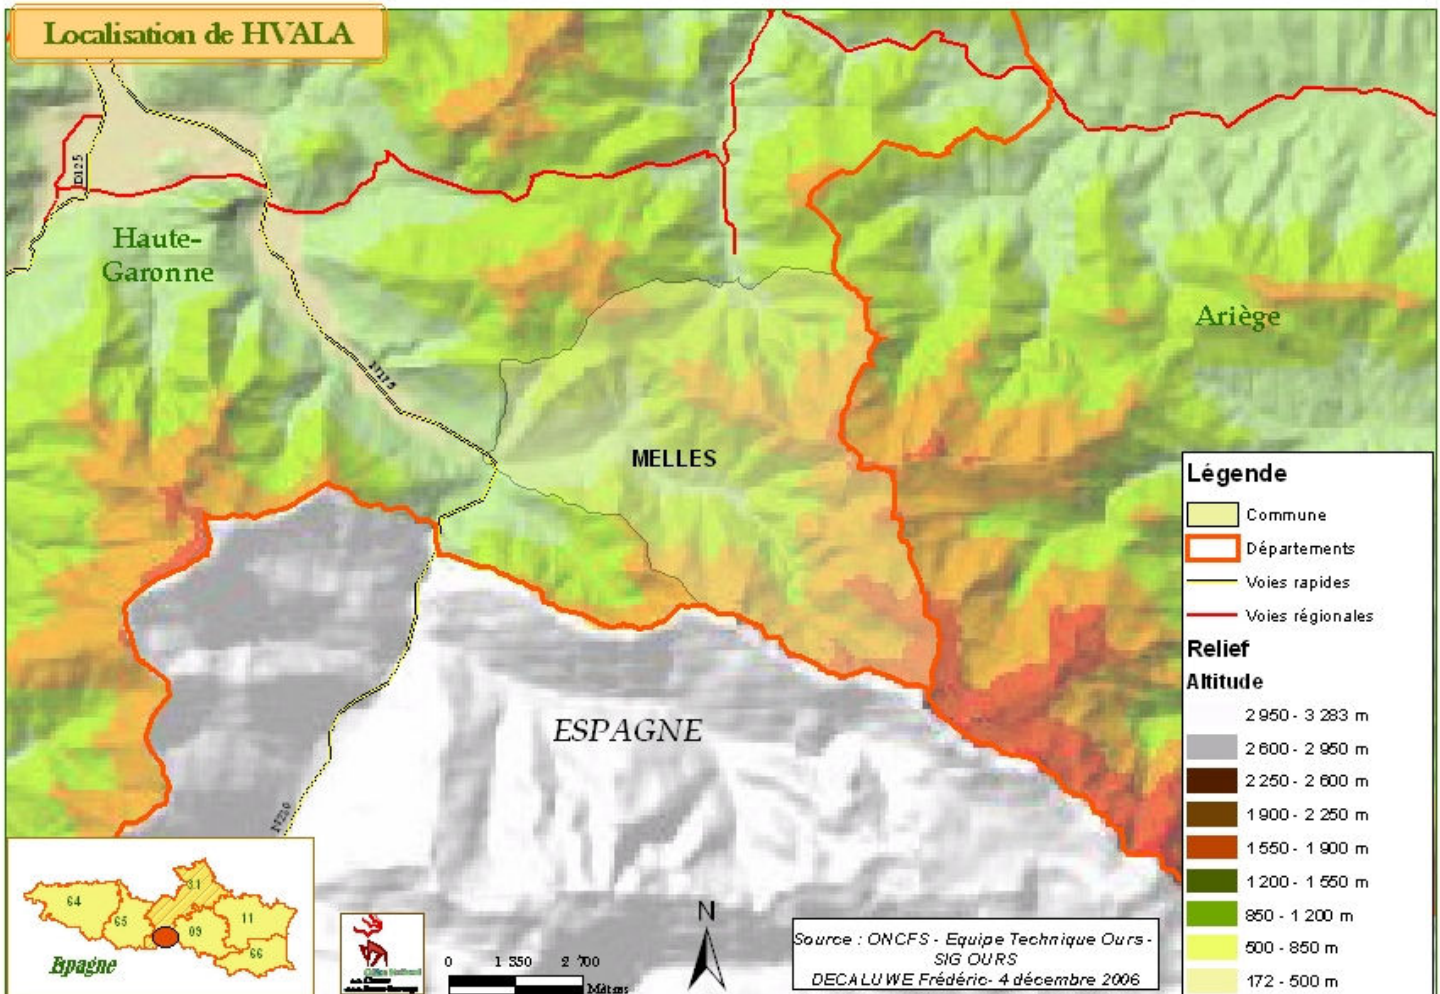 Localisation de HVALA
D125
Haute-
Garonne
Ariège
MELLES
ESPAGNE
Légende
Commune
Départements
Voies rapides
Voies régionales
Relief
Altitude
2 950 - 3 283 m
2 600 - 2 950 m
2 250 - 2 600 m
1 900 - 2 250 m
1 550 - 1 900 m
1 200 - 1 550 m
850 - 1 200 m
500 - 850 m
172 - 500 m
64
65
31
09
11
66
Espagne
0 1 350 2 700
Mètres
N
Source : ONCFS - Equipe Technique Ours -
SIG OURS
DECALUWE Frédéric- 4 décembre 2006